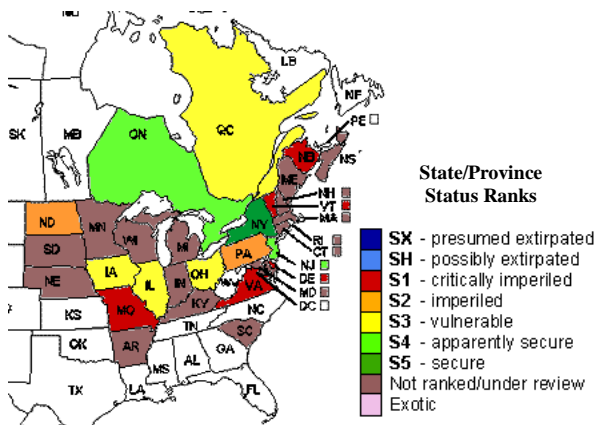 LB
NF
SK
MB
ON
QC
PE
NB
NS
ME
NH
VT
MA
ND
MN
WI
MI
NY
SD
RI
CT
IA
PA
NE
IL
IN
OH
NJ
DE
MD
DC
KS
MO
KY
VA
TN
NC
OK
AR
SC
MS
AL
GA
TX
LA
FL
State/Province
Status Ranks
SX - presumed extirpated
SH - possibly extirpated
S1 - critically imperiled
S2 - imperiled
S3 - vulnerable
S4 - apparently secure
S5 - secure
Not ranked/under review
Exotic